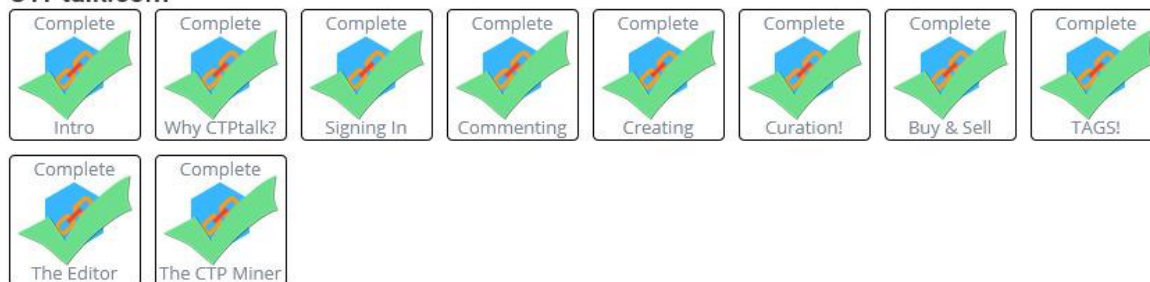 Complete Complete Complete Complete Complete Complete Complete Complete
Intro Why CTPtalk? Signing In Commenting Creating Curation! Buy & Sell TAGS!
Complete Complete
The Editor The CTP Miner